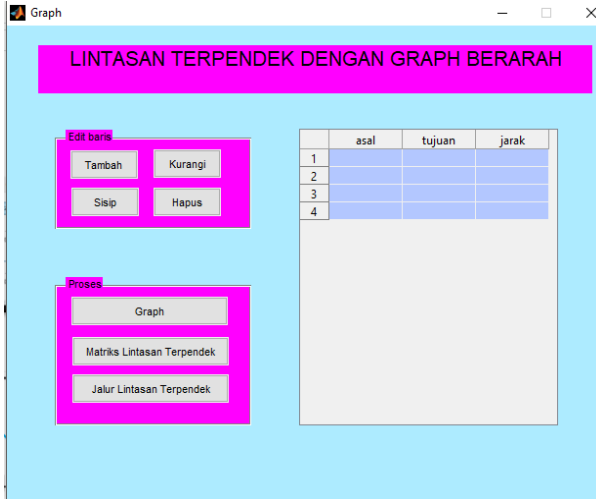 Graph
LINTASAN TERPENDEK DENGAN GRAPH BERARAH
Edit baris
Tambah Kurangi
Sisip Hapus
Proses
Graph
Matriks Lintasan Terpendek
Jalur Lintasan Terpendek
asal tujuan jarak
1
2
3
4